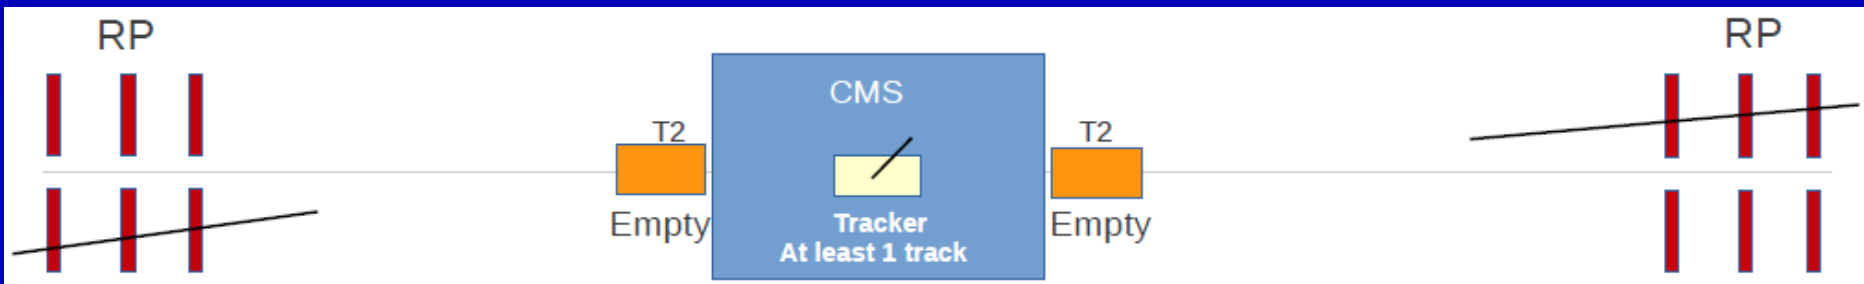 RP
RP
CMS
T2
T2
Empty
Empty
Tracker
At least 1 track